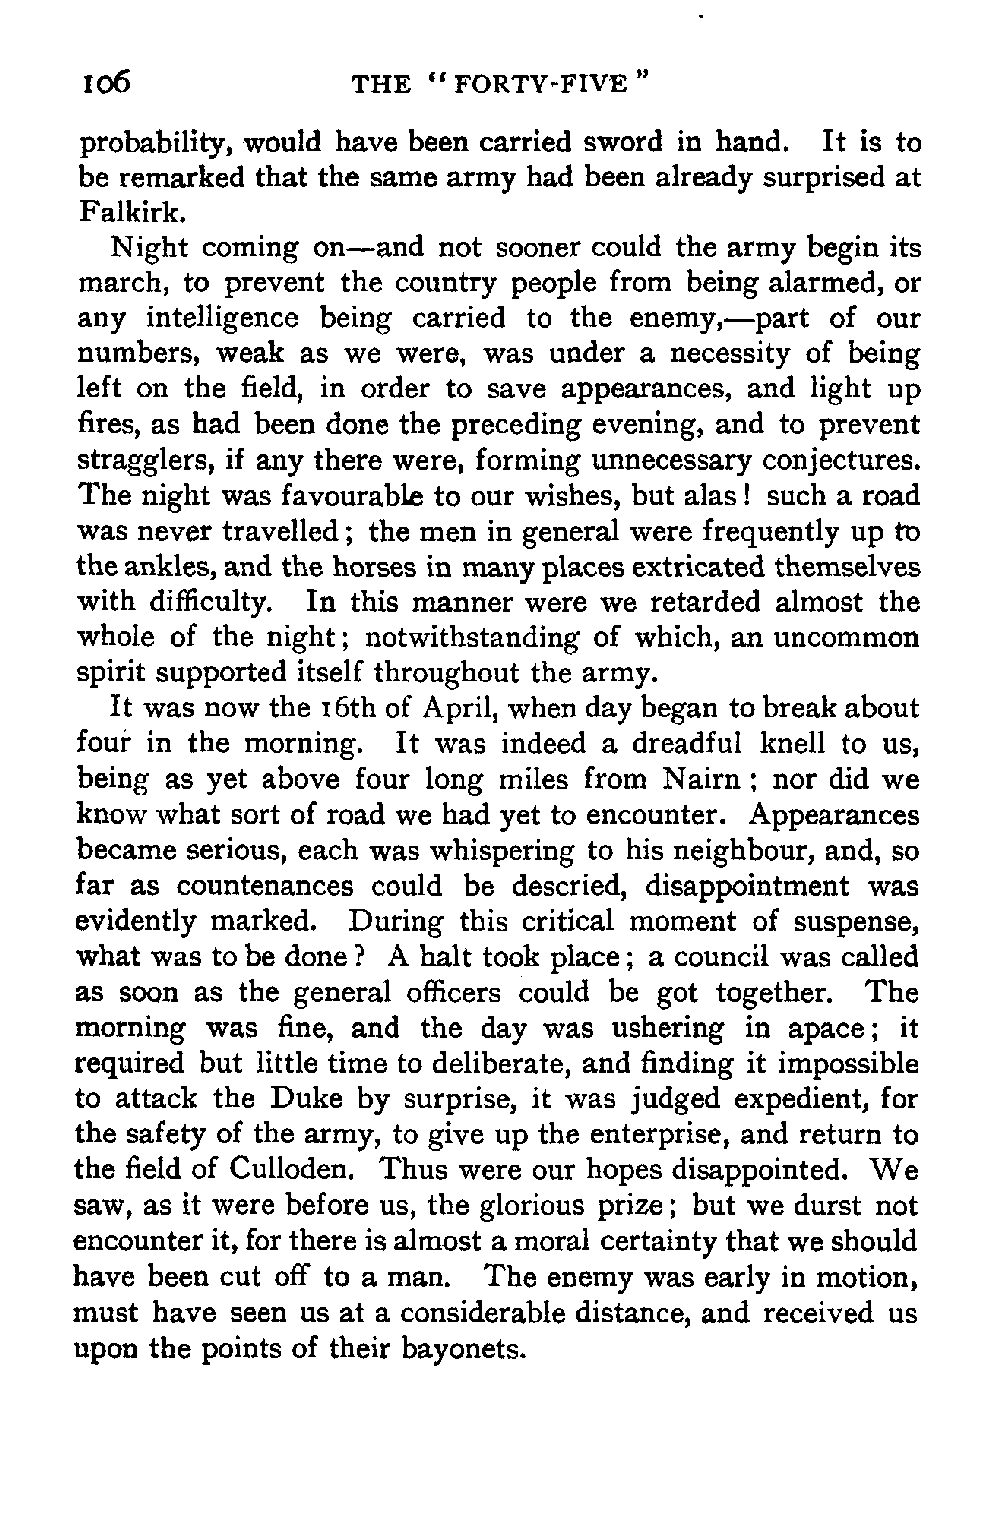 106 THE "FORTY-FIVE"
probability, would have been carried sword in hand. It is to
be remarked that the same army had been already surprised at
Falkirk.
Night coming on—and not sooner could the army begin its
march, to prevent the country people from being alarmed, or
any intelligence being carried to the enemy,—part of our
numbers, weak as we were, was under a necessity of being
left on the field, in order to save appearances, and light up
fires, as had been done the preceding evening, and to prevent
stragglers, if any there were, forming unnecessary conjectures.
The night was favourable to our wishes, but alas! such a road
was never travelled; the men in general were frequently up to
the ankles, and the horses in many places extricated themselves
with difficulty. In this manner were we retarded almost the
whole of the night; notwithstanding of which, an uncommon
spirit supported itself throughout the army.
It was now the 16th of April, when day began to break about
four in the morning. It was indeed a dreadful knell to us,
being as yet above four long miles from Nairn; nor did we
know what sort of road we had yet to encounter. Appearances
became serious, each was whispering to his neighbour, and, so
far as countenances could be descried, disappointment was
evidently marked. During this critical moment of suspense,
what was to be done? A halt took place; a council was called
as soon as the general officers could be got together. The
morning was fine, and the day was ushering in apace; it
required but little time to deliberate, and finding it impossible
to attack the Duke by surprise, it was judged expedient, for
the safety of the army, to give up the enterprise, and return to
the field of Culloden. Thus were our hopes disappointed. We
saw, as it were before us, the glorious prize; but we durst not
encounter it, for there is almost a moral certainty that we should
have been cut off to a man. The enemy was early in motion,
must have seen us at a considerable distance, and received us
upon the points of their bayonets.